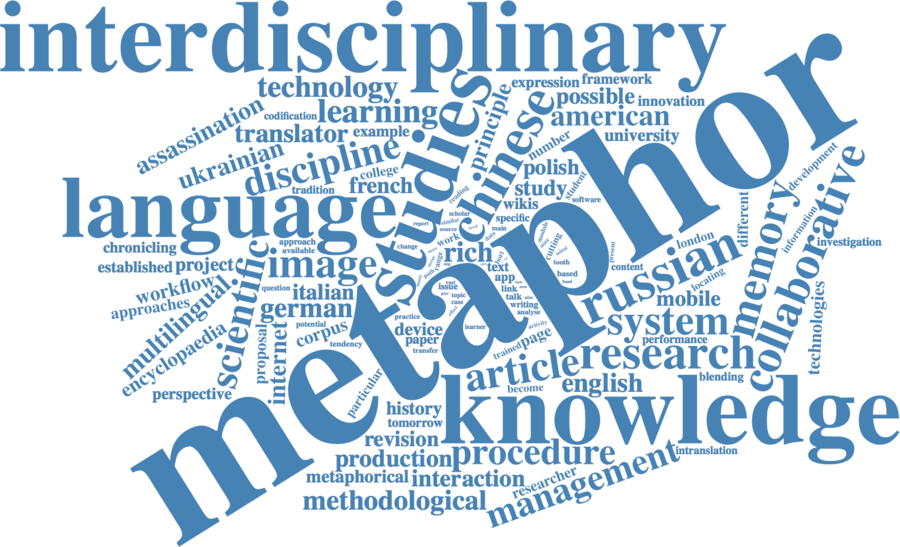 interdisciplinary
metaphor
technology
expression
framework
assassination
codification
learning
principle
possible
innovation
translator
example
studies
chinese
american
university
ukrainian
discipline
number
tradition
college
french
polish
study
student
software
wikis
specific
language
reading
scholar
report
source
main
development
collaborative
memory
different
information
investigation
chronicling
approach
available
scientific
change
work
rich
text
cutting
tooth
based
content
present
london
russian
locating
established
project
image
workflow
approaches
multilingual
encyclopaedia
question
italian
german
issue
app
link
talk
topic
case
writing
analyse
mobile
system
technologies
proposal
internet
potential
corpus
tendency
practice
device
paper
transfer
learner
activity
trained
page
performance
research
article
become
english
blending
perspective
particular
history
tomorrow
knowledge
revision
production
procedure
metaphorical
interaction
researcher
management
intranslation
methodological